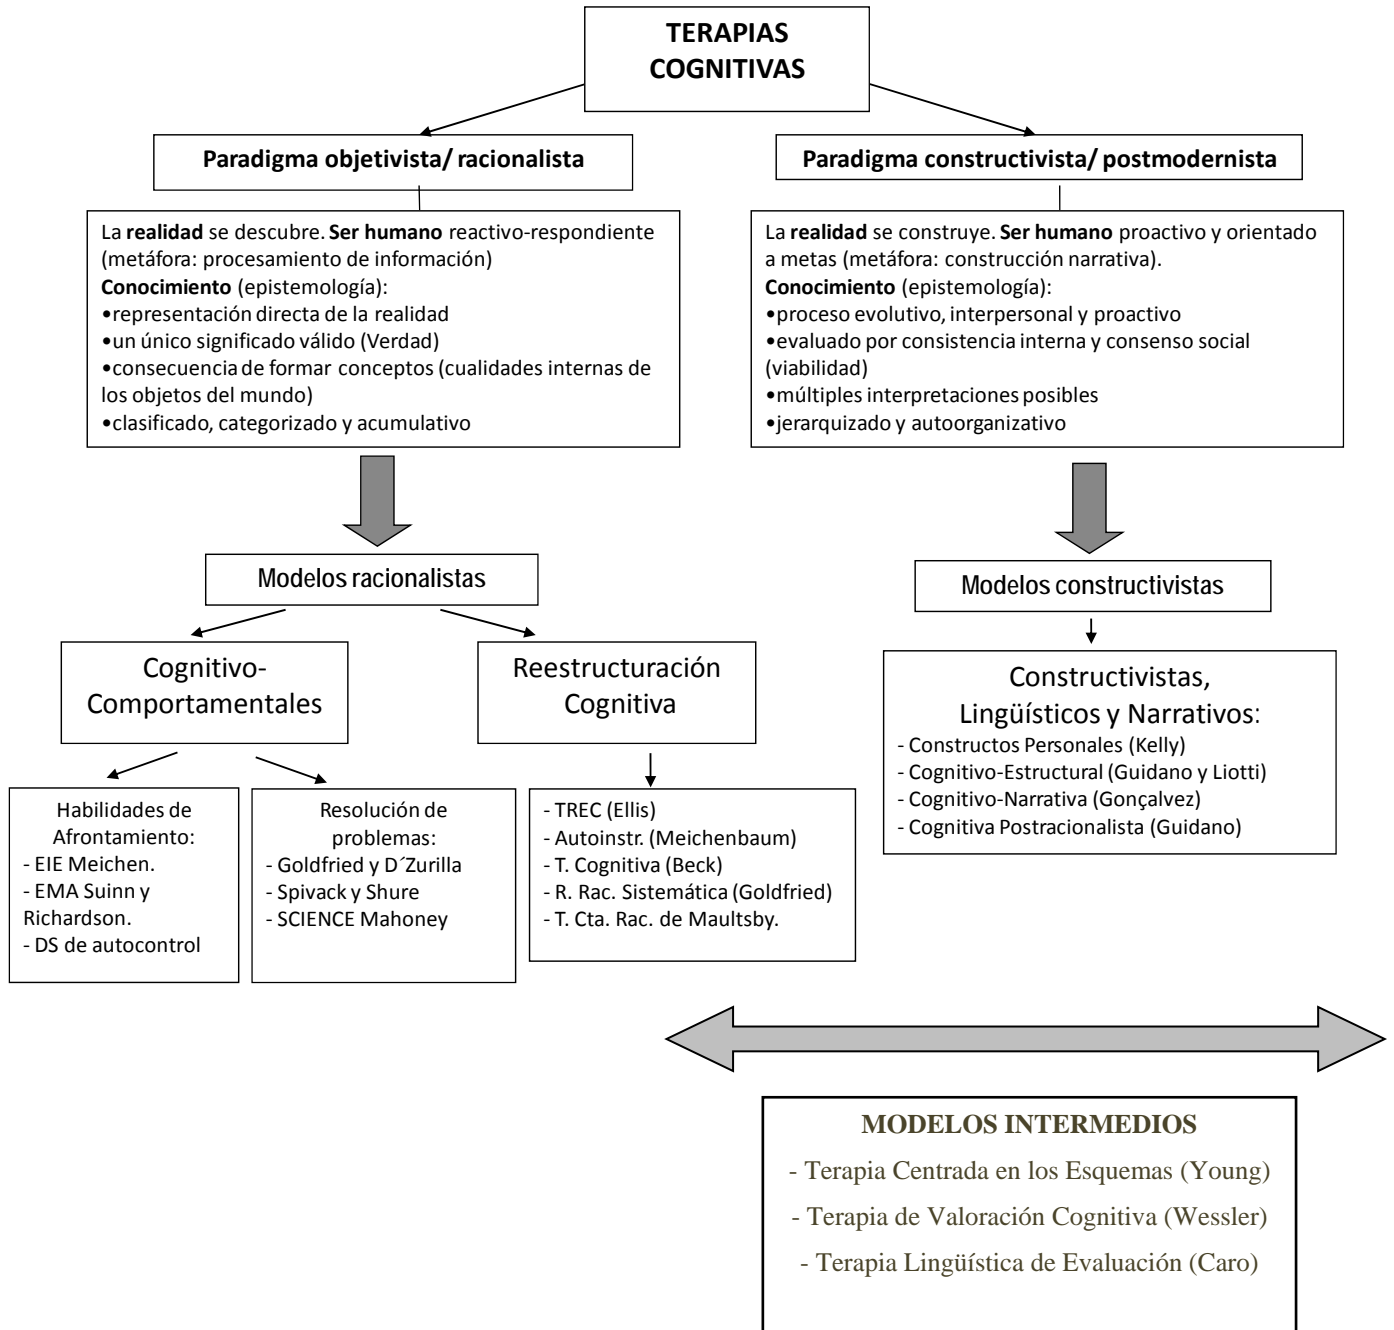 TERAPIAS
COGNITIVAS
Paradigma objetivista/ racionalista
La realidad se descubre. Ser humano reactivo-respondiente
(metáfora: procesamiento de información)
Conocimiento (epistemología):
•representación directa de la realidad
•un único significado válido (Verdad)
•consecuencia de formar conceptos (cualidades internas de
los objetos del mundo)
•clasificado, categorizado y acumulativo
Paradigma constructivista/ postmodernista
La realidad se construye. Ser humano proactivo y orientado
a metas (metáfora: construcción narrativa).
Conocimiento (epistemología):
•proceso evolutivo, interpersonal y proactivo
•evaluado por consistencia interna y consenso social
(viabilidad)
•múltiples interpretaciones posibles
•jerarquizado y autoorganizativo
Modelos racionalistas
Modelos constructivistas
Cognitivo-
Comportamentales
Reestructuración
Cognitiva
Constructivistas,
Lingüísticos y Narrativos:
- Constructos Personales (Kelly)
- Cognitivo-Estructural (Guidano y Liotti)
- Cognitivo-Narrativa (Gonçalvez)
- Cognitiva Postracionalista (Guidano)
Habilidades de
Afrontamiento:
- EIE Meichen.
- EMA Suinn y
Richardson.
- DS de autocontrol
Resolución de
problemas:
- Goldfried y D´Zurilla
- Spivack y Shure
- SCIENCE Mahoney
- TREC (Ellis)
- Autoinstr. (Meichenbaum)
- T. Cognitiva (Beck)
- R. Rac. Sistemática (Goldfried)
- T. Cta. Rac. de Maultsby.
MODELOS INTERMEDIOS
- Terapia Centrada en los Esquemas (Young)
- Terapia de Valoración Cognitiva (Wessler)
- Terapia Lingüística de Evaluación (Caro)